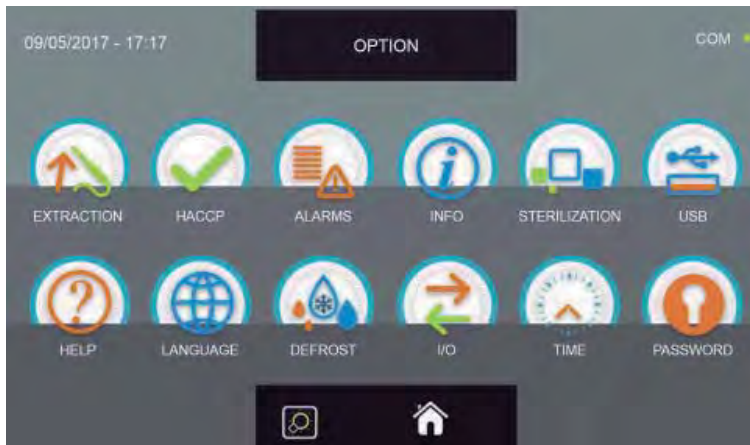 09/05/2017 - 17:17 OPTION COM
EXTRACTION HACCP ALARMS INFO STERILIZATION USB
HELP LANGUAGE DEFROST I/O TIME PASSWORD